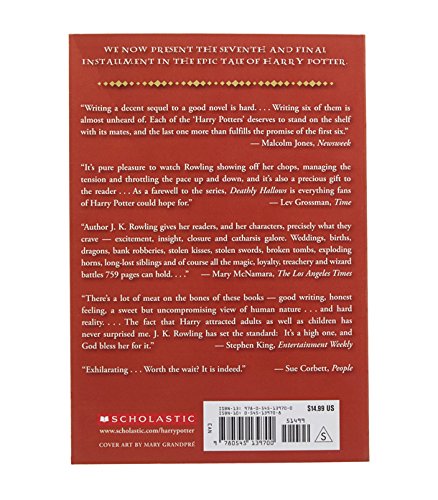 WE NOW PRESENT THE SEVENTH AND FINAL
INSTALLMENT IN THE EPIC TALE OF HARRY POTTER.
“Writing a decent sequel to a good novel is hard. . . . Writing six of them is
almost unheard of. Each of the ‘Harry Potters’ deserves to stand on the shelf
with its mates, and the last one more than fulfills the promise of the first six.”
— Malcolm Jones, Newsweek
“It’s pure pleasure to watch Rowling showing off her chops, managing
the tension and throttling the pace up and down, and it’s also a precious gift to
the reader . . . As a farewell to the series, Deathly Hallows is everything fans
of Harry Potter could hope for.” — Lev Grossman, Time
“Author J. K. Rowling gives her readers, and her characters, precisely what they
crave — excitement, insight, closure and catharsis galore. Weddings, births,
dragons, bank robberies, stolen kisses, stolen swords, broken tombs, exploding
horns, long-lost siblings and of course all the magic, loyalty, treachery and wizard
battles 759 pages can hold. . . .” — Mary McNamara, The Los Angeles Times
“There’s a lot of meat on the bones of these books — good writing, honest
feeling, a sweet but uncompromising view of human nature . . . and hard
reality. . . . The fact that Harry attracted adults as well as children has
never surprised me. J. K. Rowling has set the standard: It’s a high one, and
God bless her for it.” — Stephen King, Entertainment Weekly
“Exhilarating . . . Worth the wait? It is indeed.” — Sue Corbett, People
SCHOLASTIC
www.scholastic.com/harrypotter
COVER ART BY MARY GRANDPRÉ
ISBN-13: 978-0-545-13970-0
ISBN-10: 0-545-13970-8
$14.99 US
51499
9 780545 139700
CAN
S